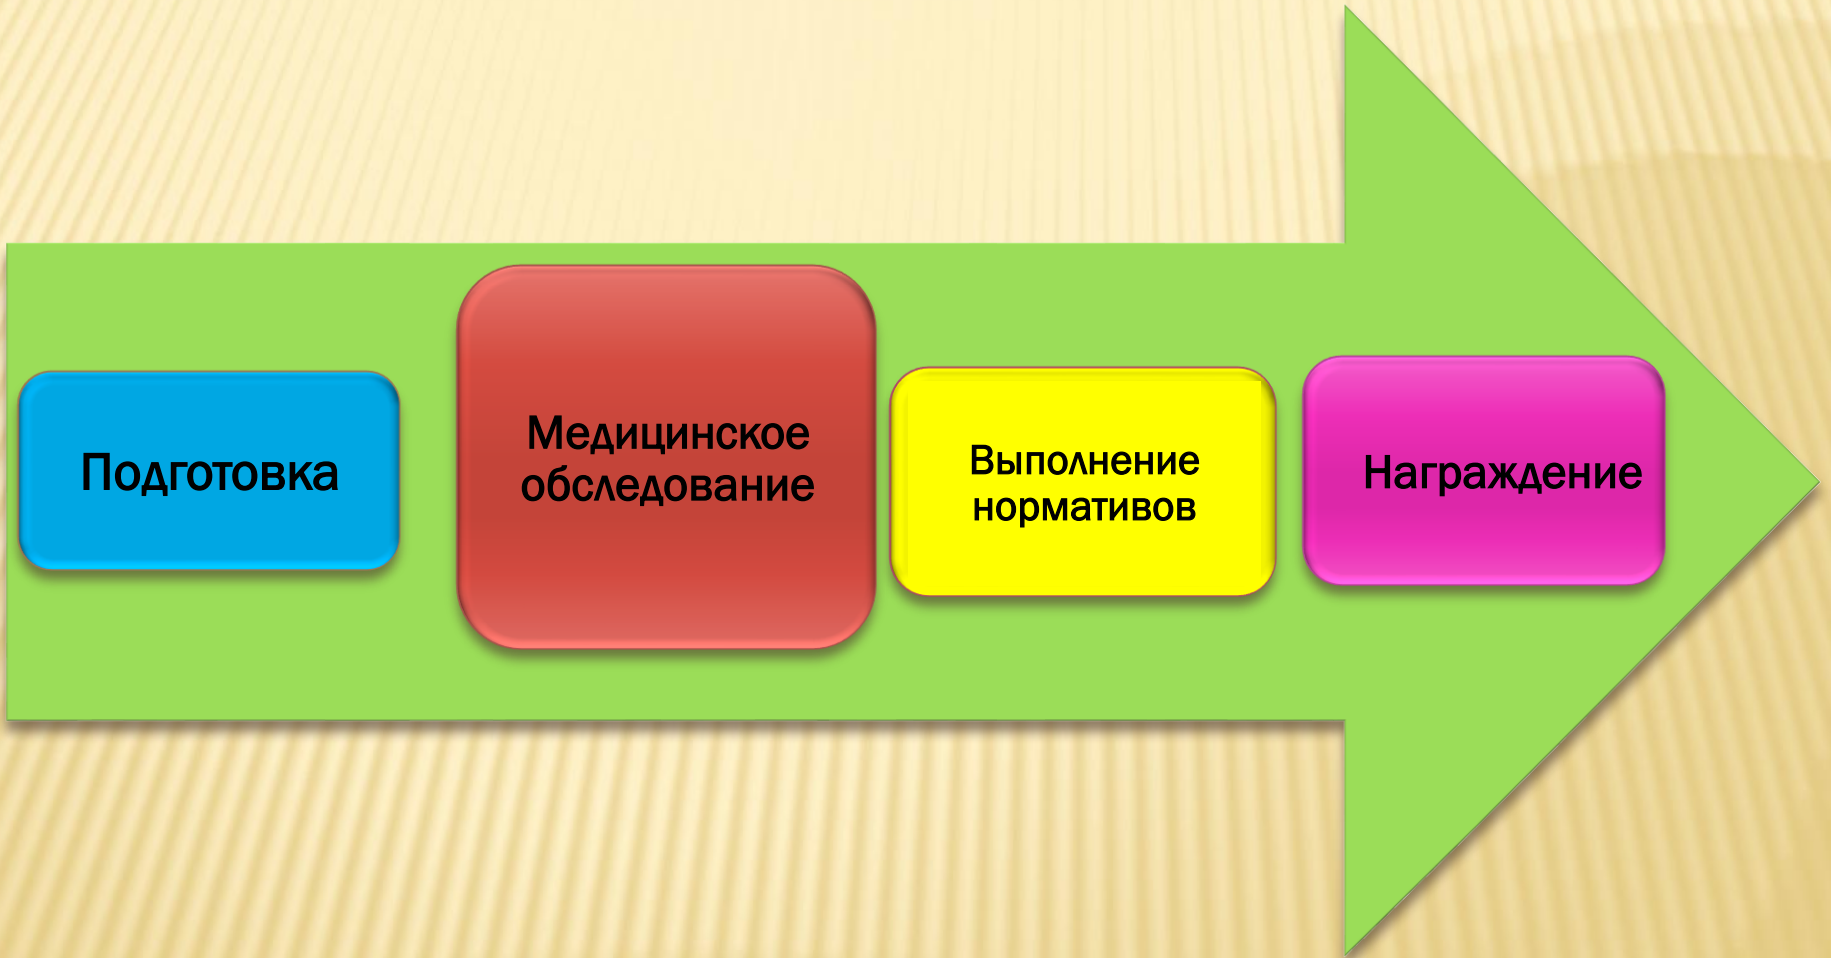 Подготовка
Медицинское
обследование
Выполнение
нормативов
Награждение